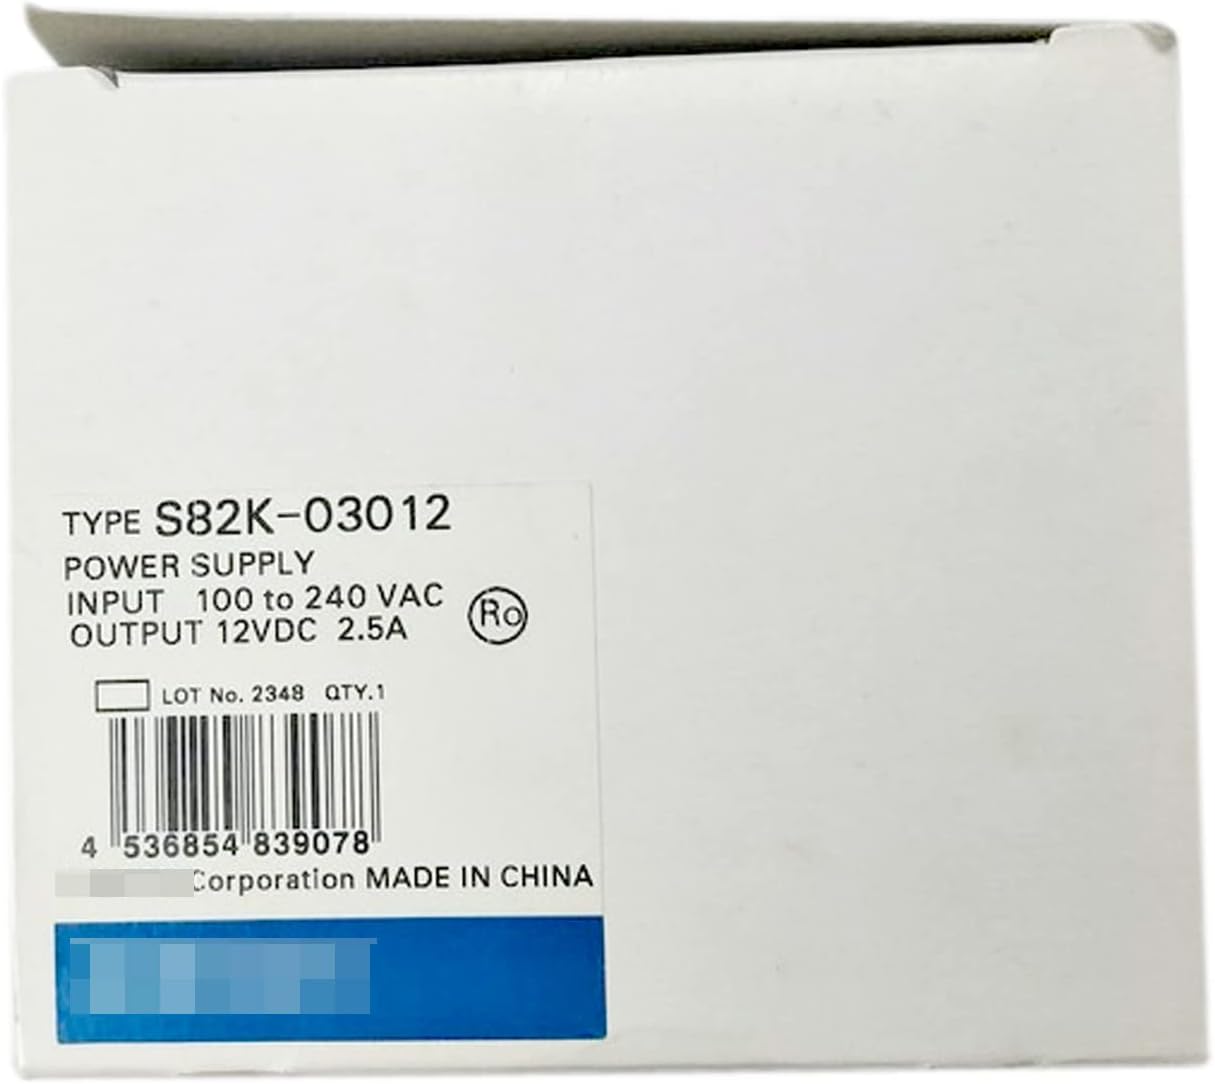 TYPE S82K-03012
POWER SUPPLY
INPUT 100 to 240 VAC
OUTPUT 12VDC 2.5A
Ro
LOT No. 2348 QTY.1
4 536854 839078
Corporation MADE IN CHINA